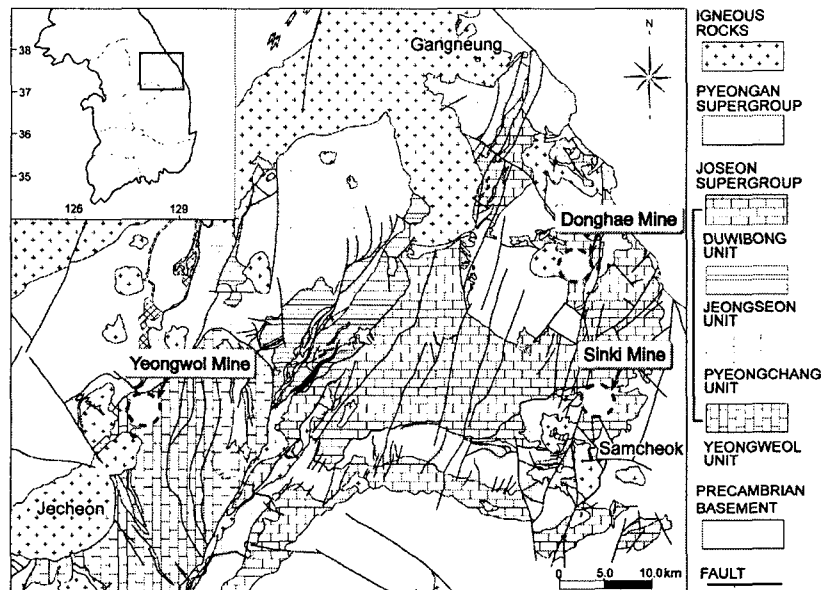 38
37
36
35
126
129
Gangneung
N
Donghae Mine
Yeongwol Mine
Sinki Mine
Samcheok
Jecheon
0 5.0 10.0km
IGNEOUS
ROCKS
PYEONGAN
SUPERGROUP
JOSEON
SUPERGROUP
DUWIBONG
UNIT
JEONGSEON
UNIT
PYEONGCHANG
UNIT
YEONGWEOL
UNIT
PRECAMBRIAN
BASEMENT
FAULT